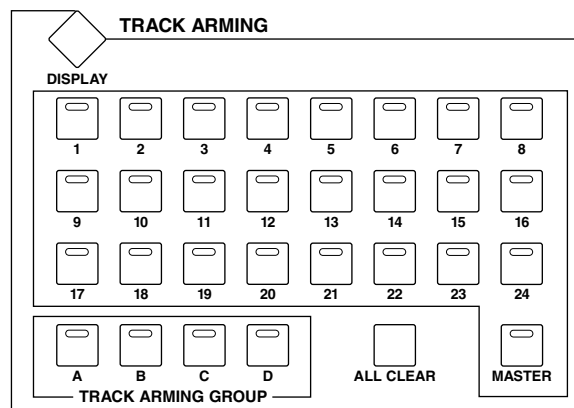 TRACK ARMING
DISPLAY
1 2 3 4 5 6 7 8
9 10 11 12 13 14 15 16
17 18 19 20 21 22 23 24
A B C D ALL CLEAR MASTER
TRACK ARMING GROUP